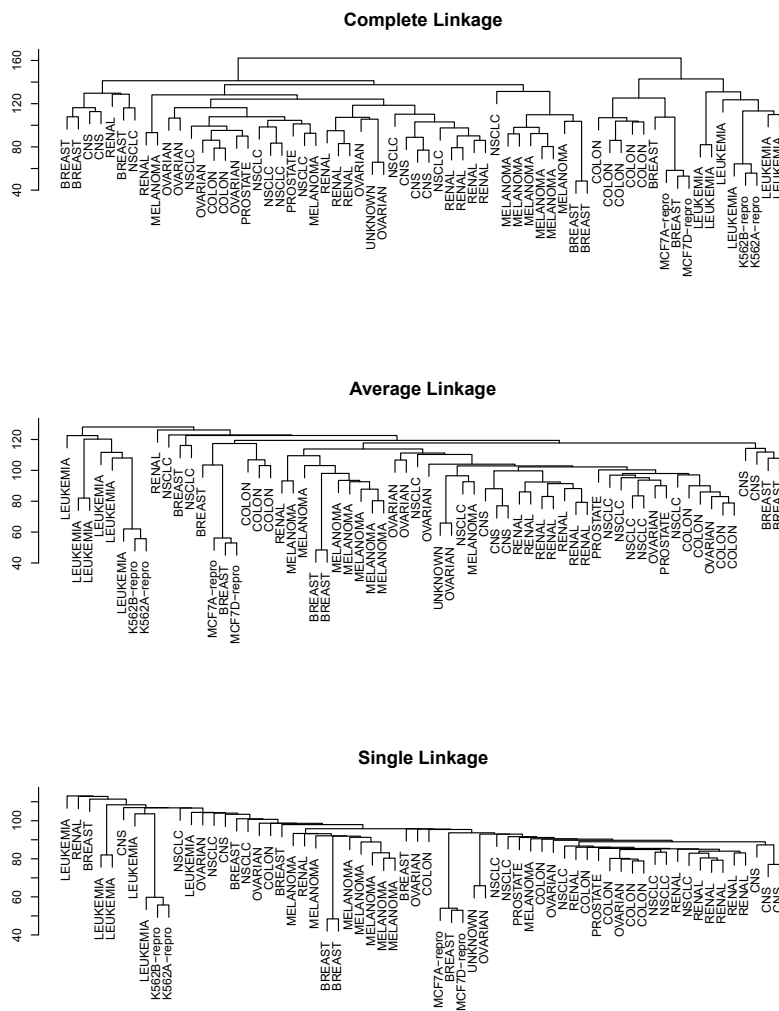 Complete Linkage
160
120
80
40
BREAST
BREAST
CNS
CNS
RENAL
BREAST
NSCLC
RENAL
MELANOMA
OVARIAN
OVARIAN
NSCLC
OVARIAN
COLON
COLON
OVARIAN
PROSTATE
NSCLC
NSCLC
NSCLC
PROSTATE
NSCLC
MELANOMA
RENAL
RENAL
RENAL
OVARIAN
UNKNOWN
OVARIAN
NSCLC
CNS
CNS
CNS
NSCLC
RENAL
RENAL
RENAL
RENAL
NSCLC
MELANOMA
MELANOMA
MELANOMA
MELANOMA
MELANOMA
MELANOMA
BREAST
BREAST
COLON
COLON
COLON
COLON
COLON
BREAST
MCF7A-repro
BREAST
MCF7D-repro
LEUKEMIA
LEUKEMIA
LEUKEMIA
LEUKEMIA
K562B-repro
K562A-repro
LEUKEMIA
LEUKEMIA
Average Linkage
120
100
80
60
40
LEUKEMIA
LEUKEMIA
LEUKEMIA
LEUKEMIA
LEUKEMIA
LEUKEMIA
K562B-repro
K562A-repro
RENAL
NSCLC
BREAST
NSCLC
BREAST
MCF7A-repro
BREAST
MCF7D-repro
COLON
COLON
COLON
RENAL
MELANOMA
MELANOMA
BREAST
BREAST
MELANOMA
MELANOMA
MELANOMA
MELANOMA
MELANOMA
OVARIAN
OVARIAN
NSCLC
OVARIAN
UNKNOWN
OVARIAN
NSCLC
MELANOMA
CNS
CNS
CNS
RENAL
RENAL
RENAL
RENAL
RENAL
RENAL
RENAL
PROSTATE
NSCLC
NSCLC
NSCLC
NSCLC
OVARIAN
PROSTATE
NSCLC
COLON
COLON
OVARIAN
COLON
COLON
CNS
CNS
BREAST
BREAST
Single Linkage
100
80
60
40
LEUKEMIA
RENAL
BREAST
LEUKEMIA
LEUKEMIA
CNS
LEUKEMIA
LEUKEMIA
K562B-repro
K562A-repro
NSCLC
LEUKEMIA
OVARIAN
NSCLC
CNS
BREAST
NSCLC
OVARIAN
COLON
BREAST
MELANOMA
RENAL
MELANOMA
BREAST
BREAST
MELANOMA
MELANOMA
MELANOMA
MELANOMA
MELANOMA
BREAST
OVARIAN
COLON
MCF7A-repro
BREAST
MCF7D-repro
UNKNOWN
OVARIAN
NSCLC
NSCLC
PROSTATE
MELANOMA
COLON
OVARIAN
NSCLC
RENAL
COLON
PROSTATE
COLON
OVARIAN
COLON
COLON
NSCLC
NSCLC
RENAL
NSCLC
RENAL
RENAL
RENAL
RENAL
RENAL
CNS
CNS
CNS